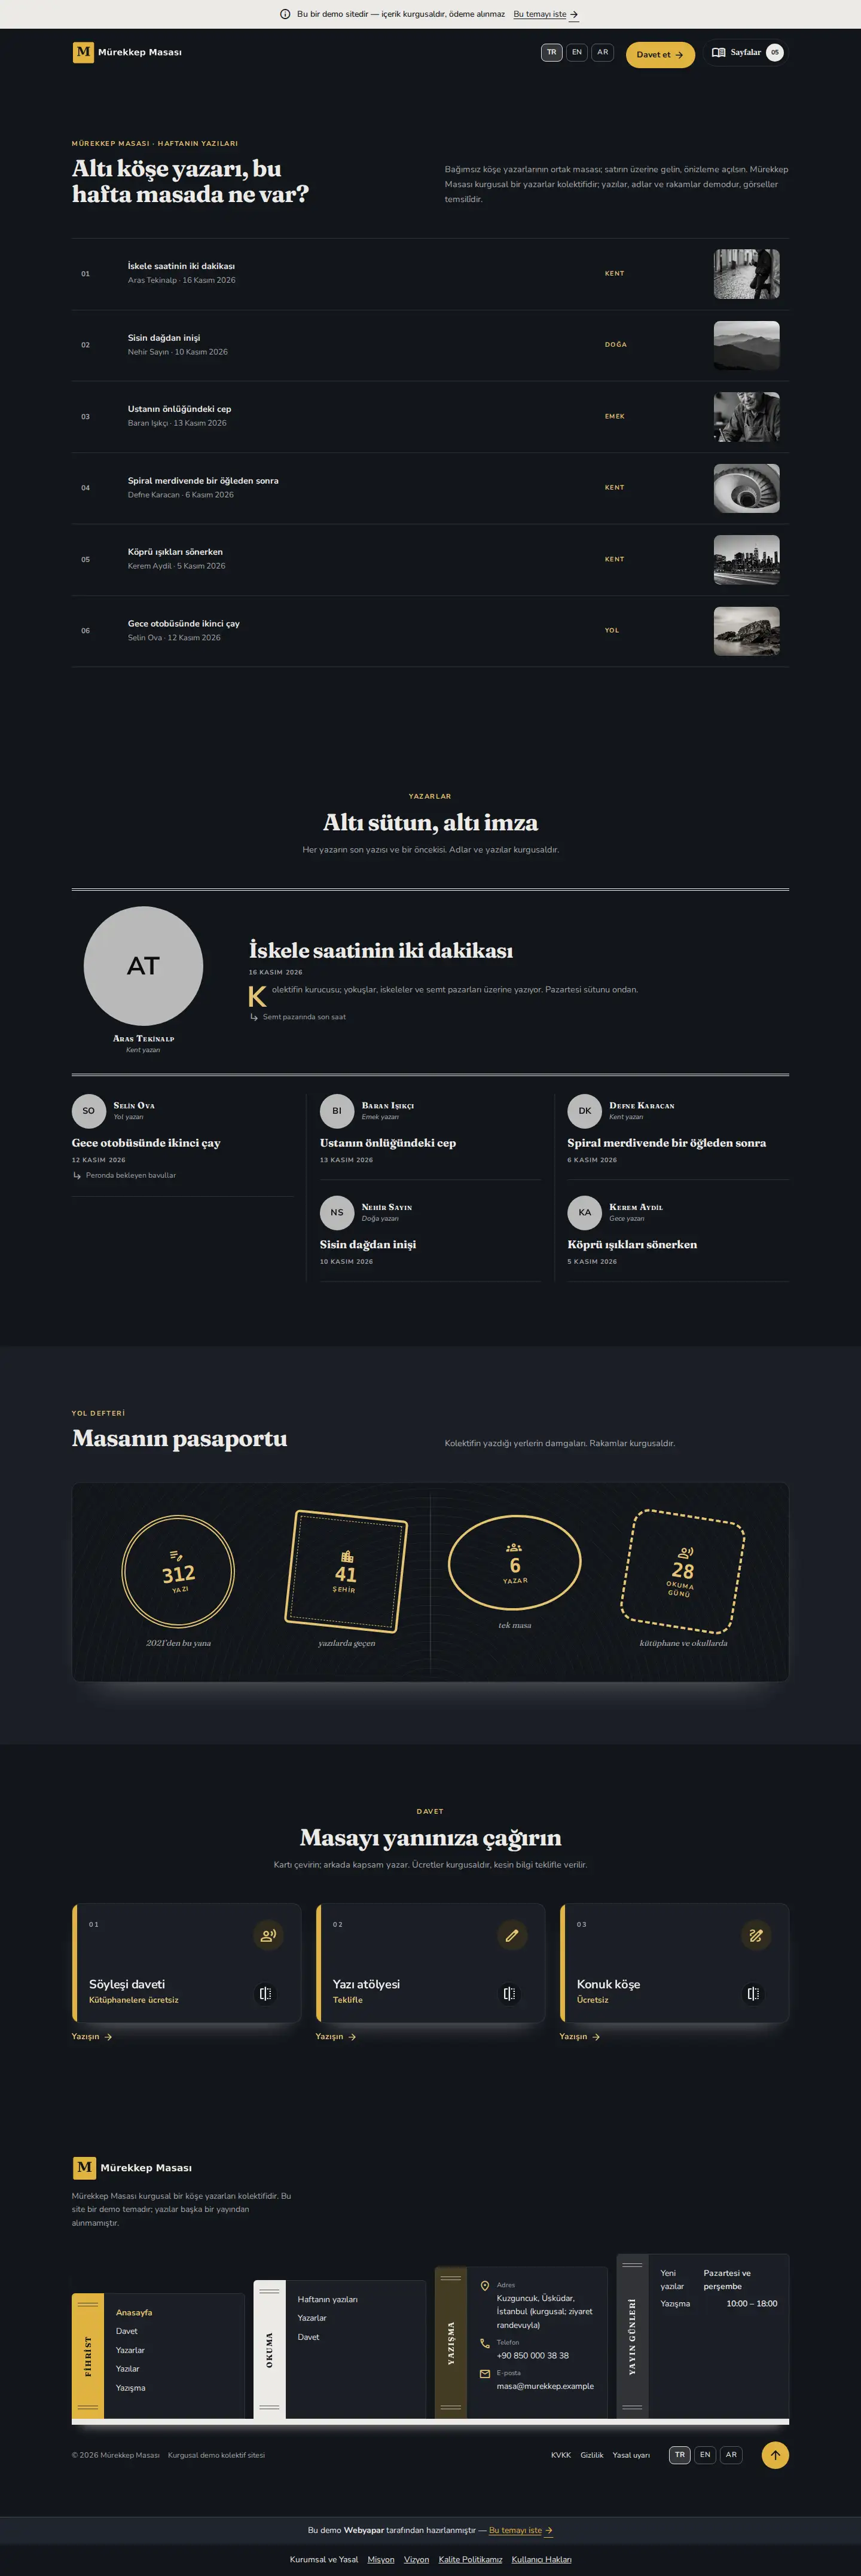 Bu bir demo sitedir — içerik kurgusaldır, ödeme alınmaz Bu temayı iste →
M Mürekkep Masası
TR EN AR Davet et → Sayfalar 05
MÜREKKEP MASASI · HAFTANIN YAZILARI
Altı köşe yazarı, bu
hafta masada ne var?
Bağımsız köşe yazarlarının ortak masası; satırın üzerine gelin, önizleme açılsın. Mürekkep
Masası kurgusal bir yazarlar kolektifidir; yazılar, adlar ve rakamlar demodur, görseller
temsilîdir.
01 İskele saatinin iki dakikası KENT
Aras Tekinalp · 16 Kasım 2026
02 Sisin dağdan inişi DOĞA
Nehir Sayın · 10 Kasım 2026
03 Ustanın önlüğündeki cep EMEK
Baran Işıkçı · 13 Kasım 2026
04 Spiral merdivende bir öğleden sonra KENT
Defne Karacan · 6 Kasım 2026
05 Köprü ışıkları sönerken KENT
Kerem Aydil · 5 Kasım 2026
06 Gece otobüsünde ikinci çay YOL
Selin Ova · 12 Kasım 2026
YAZARLAR
Altı sütun, altı imza
Her yazarın son yazısı ve bir öncekisi. Adlar ve yazılar kurgusaldır.
AT
Aras Tekinalp
Kent yazarı
İskele saatinin iki dakikası
16 KASIM 2026
Kolektifin kurucusu; yokuşlar, iskeleler ve semt pazarları üzerine yazıyor. Pazartesi sütunu ondan.
Semt pazarında son saat
SO Selin Ova
Yol yazarı
Gece otobüsünde ikinci çay
12 KASIM 2026
Peronda bekleyen bavullar
BI Baran Işıkçı
Emek yazarı
Ustanın önlüğündeki cep
13 KASIM 2026
NS Nehir Sayın
Doğa yazarı
Sisin dağdan inişi
10 KASIM 2026
DK Defne Karacan
Kent yazarı
Spiral merdivende bir öğleden sonra
6 KASIM 2026
KA Kerem Aydil
Gece yazarı
Köprü ışıkları sönerken
5 KASIM 2026
YOL DEFTERİ
Masanın pasaportu
Kolektifin yazdığı yerlerin damgaları. Rakamlar kurgusaldır.
312
YAZI
2021'den bu yana
41
ŞEHİR
yazılarda geçen
6
YAZAR
tek masa
28
OKUMA
GÜNÜ
kütüphane ve okullarda
DAVET
Masayı yanınıza çağırın
Kartı çevirin; arkada kapsam yazar. Ücretler kurgusaldır, kesin bilgi teklifle verilir.
01
Söyleşi daveti
Kütüphanelere ücretsiz
Yazışın →
02
Yazı atölyesi
Teklifle
Yazışın →
03
Konuk köşe
Ücretsiz
Yazışın →
M Mürekkep Masası
Mürekkep Masası kurgusal bir köşe yazarları kolektifidir. Bu
site bir demo temadır; yazılar başka bir yayından
alınmamıştır.
FİHRİST
Anasayfa
Davet
Yazarlar
Yazılar
Yazışma
OKUMA
Haftanın yazıları
Yazarlar
Davet
YAZIŞMA
Adres
Kuzguncuk, Üsküdar,
İstanbul (kurgusal; ziyaret
randevuyla)
Telefon
+90 850 000 38 38
E-posta
masa@murekkep.example
YAYIN GÜNLERİ
Yeni Pazartesi ve
yazılar perşembe
Yazışma 10:00 – 18:00
© 2026 Mürekkep Masası Kurgusal demo kolektif sitesi
KVKK Gizlilik Yasal uyarı TR EN AR
Bu demo Webyapar tarafından hazırlanmıştır — Bu temayı iste →
Kurumsal ve Yasal Misyon Vizyon Kalite Politikamız Kullanıcı Hakları